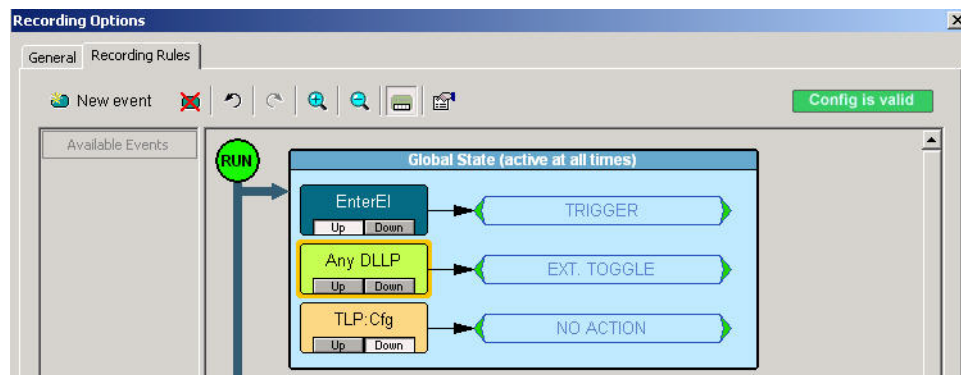 Recording Options
General Recording Rules
New event
Config is valid
Available Events
RUN
Global State (active at all times)
EnterEI
Up Down
TRIGGER
Any DLLP
Up Down
EXT. TOGGLE
TLP:Cfg
Up Down
NO ACTION